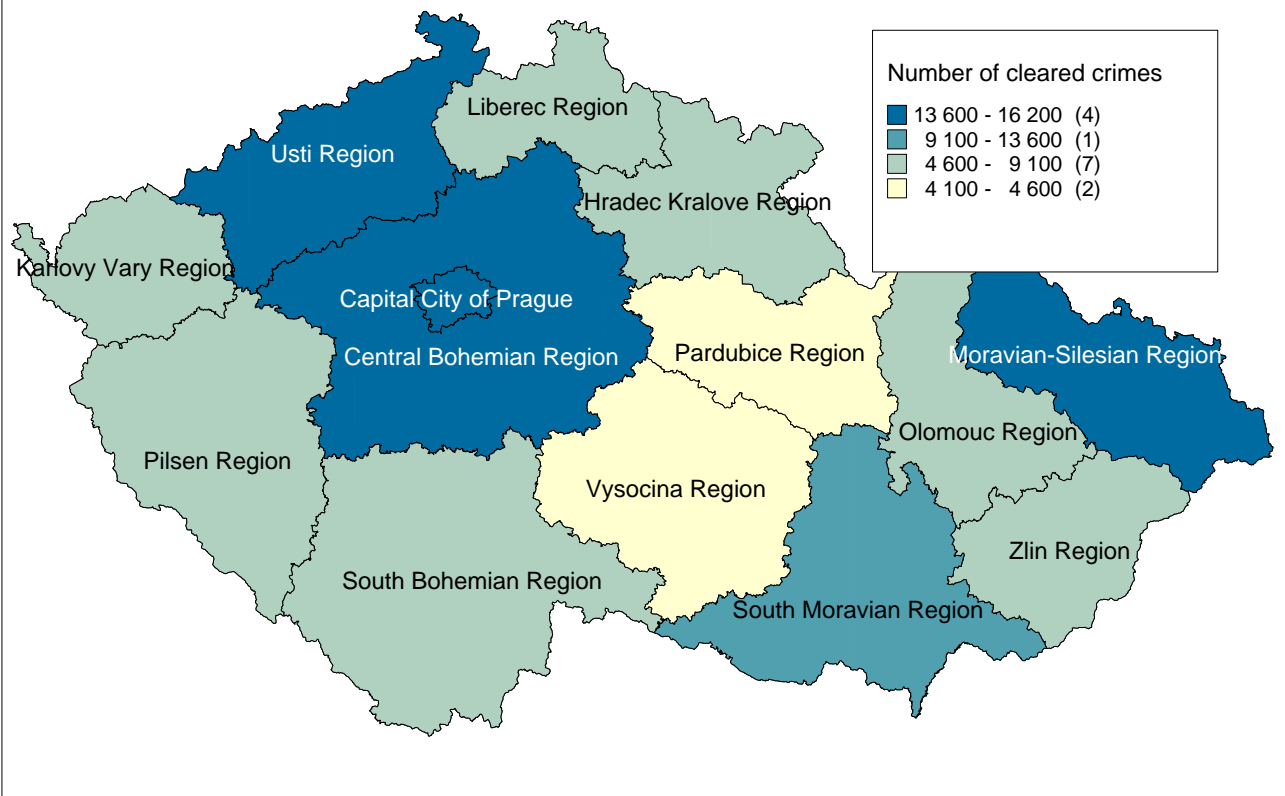 Number of cleared crimes
13 600 - 16 200 (4)
9 100 - 13 600 (1)
4 600 - 9 100 (7)
4 100 - 4 600 (2)
Liberec Region
Usti Region
Hradec Kralove Region
Karlovy Vary Region
Capital City of Prague
Central Bohemian Region
Pardubice Region
Moravian-Silesian Region
Olomouc Region
Pilsen Region
Vysocina Region
Zlin Region
South Bohemian Region
South Moravian Region